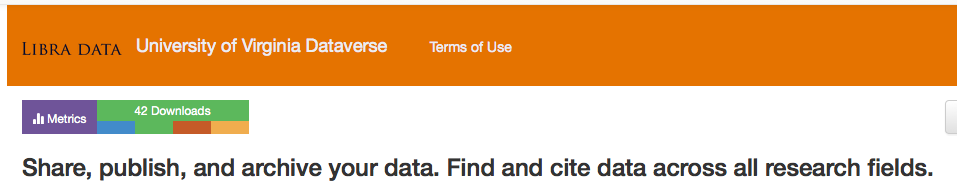 LIBRA DATA University of Virginia Dataverse Terms of Use
Metrics 42 Downloads
Share, publish, and archive your data. Find and cite data across all research fields.